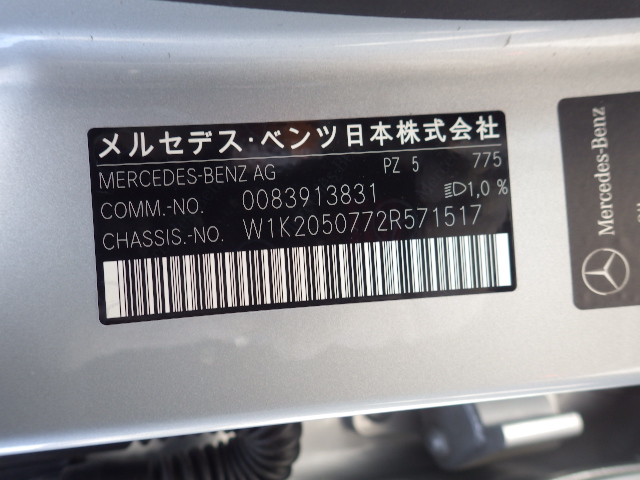 メルセデス・ベンツ日本株式会社
MERCEDES-BENZ AG PZ 5 775
COMM.-NO. 0083913831 1,0 %
CHASSIS.-NO. W1K2050772R571517
Mercedes-Benz